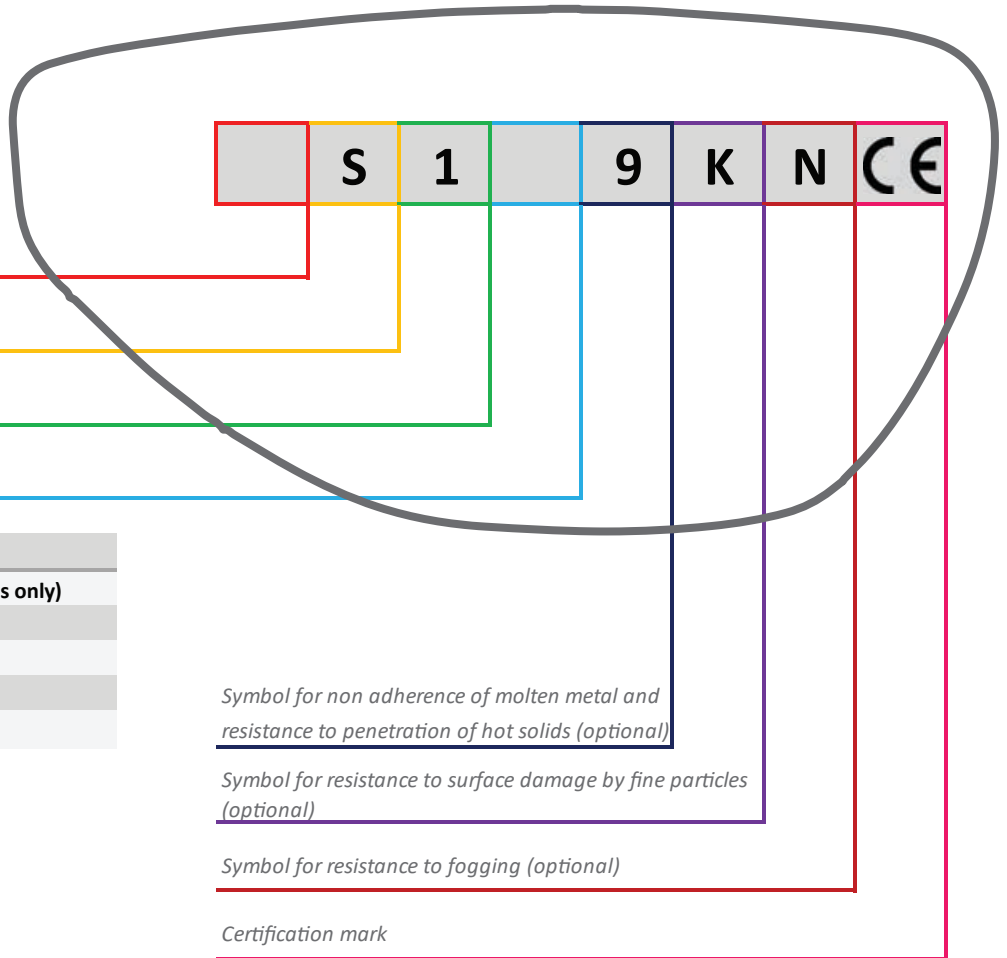 S 1 9 K N CE
s only)
Symbol for non adherence of molten metal and
resistance to penetration of hot solids (optional)
Symbol for resistance to surface damage by fine particles
(optional)
Symbol for resistance to fogging (optional)
Certification mark